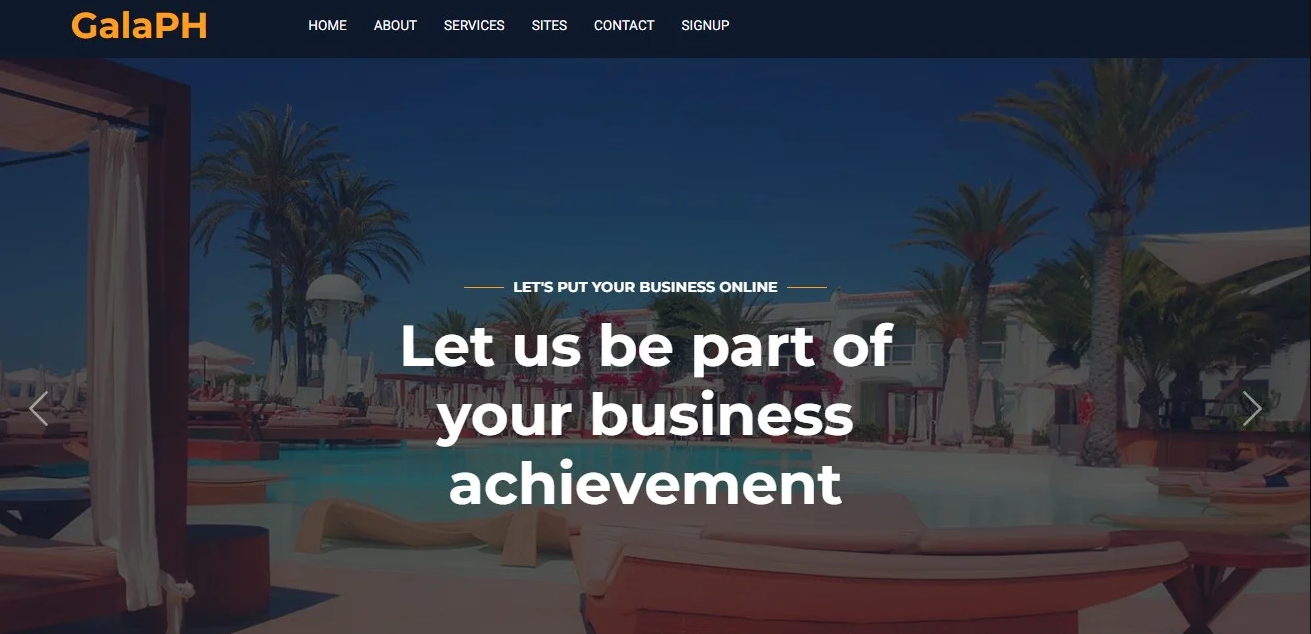 GalaPH
HOME ABOUT SERVICES SITES CONTACT SIGNUP
LET'S PUT YOUR BUSINESS ONLINE
Let us be part of
your business
achievement